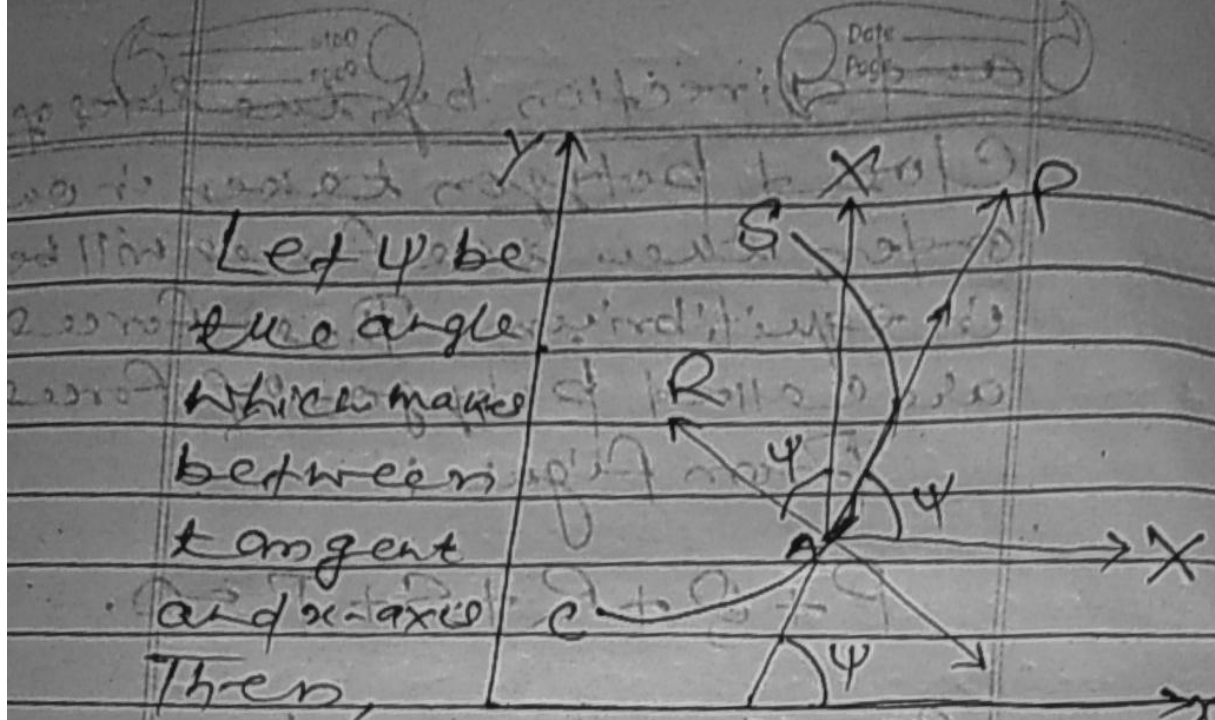 Date
Page
Y
X
P
S
Let ψ be
the angle
R
which makes
between
ψ
ψ
tangent
A
X
and x-axis
C
Then,
ψ